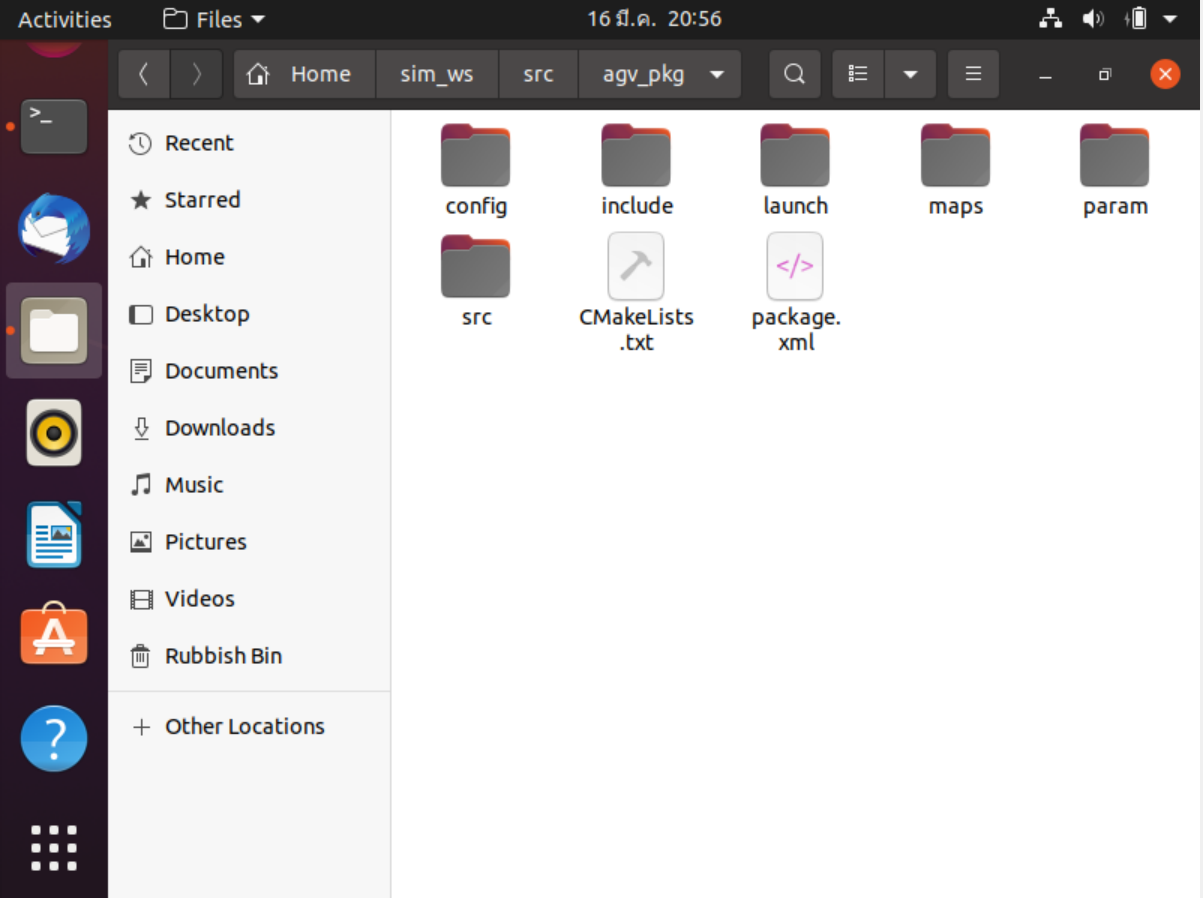 Activities
Files
16 มี.ค. 20:56
Home
sim_ws
src
agv_pkg
Recent
Starred
Home
Desktop
Documents
Downloads
Music
Pictures
Videos
Rubbish Bin
Other Locations
config
include
launch
maps
param
src
CMakeLists
.txt
package.
xml